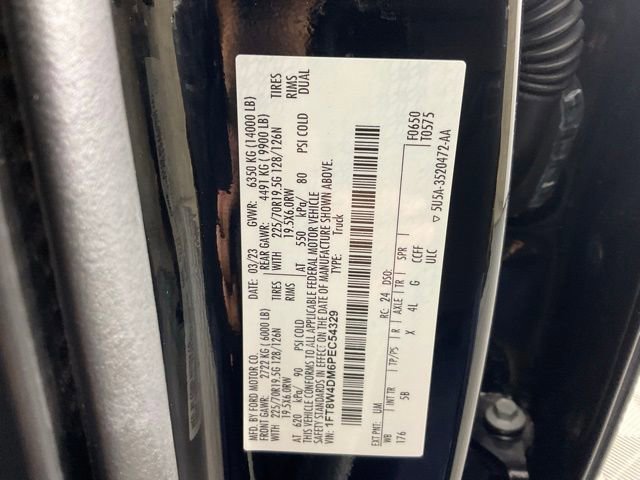 MFD. BY FORD MOTOR CO. DATE: 03/23 GVWR: 6350 KG (14000 LB)
FRONT GAWR: 2722 KG (6000 LB) REAR GAWR: 4491 KG (9900 LB)
WITH 225/70R19.5G 128/126N TIRES WITH 225/70R19.5G 128/126N TIRES
19.5X6.0RW RIMS 19.5X6.0RW RIMS
AT 620 kPa/ 90 PSI COLD AT 550 kPa/ 80 PSI COLD DUAL
THIS VEHICLE CONFORMS TO ALL APPLICABLE FEDERAL MOTOR VEHICLE
SAFETY STANDARDS IN EFFECT ON THE DATE OF MANUFACTURE SHOWN ABOVE.
VIN: 1FT8W4DM6PEC54329 TYPE: Truck
F0650
T0575
EXT PNT: UM RC: 24 DSO:
WB INT TR TP/PS R AXLE TR SPR
176 5B X 4L G CCFF
ULC
5U5A-3520472-AA